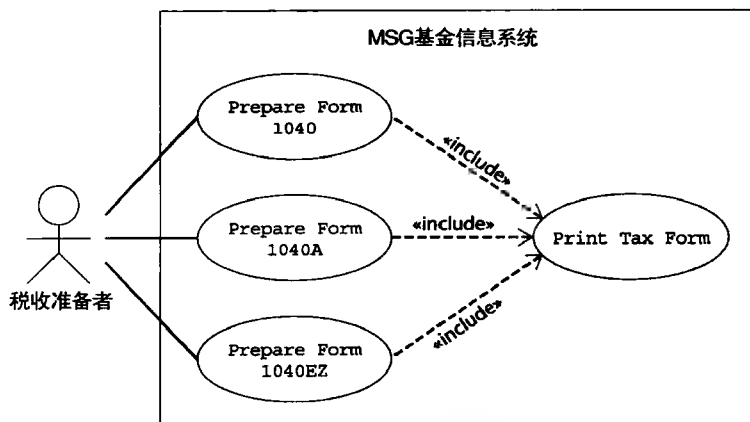 MSG基金信息系统
Prepare Form
1040
«include»
Prepare Form
1040A
«include»
Print Tax Form
税收准备者
Prepare Form
1040EZ
«include»